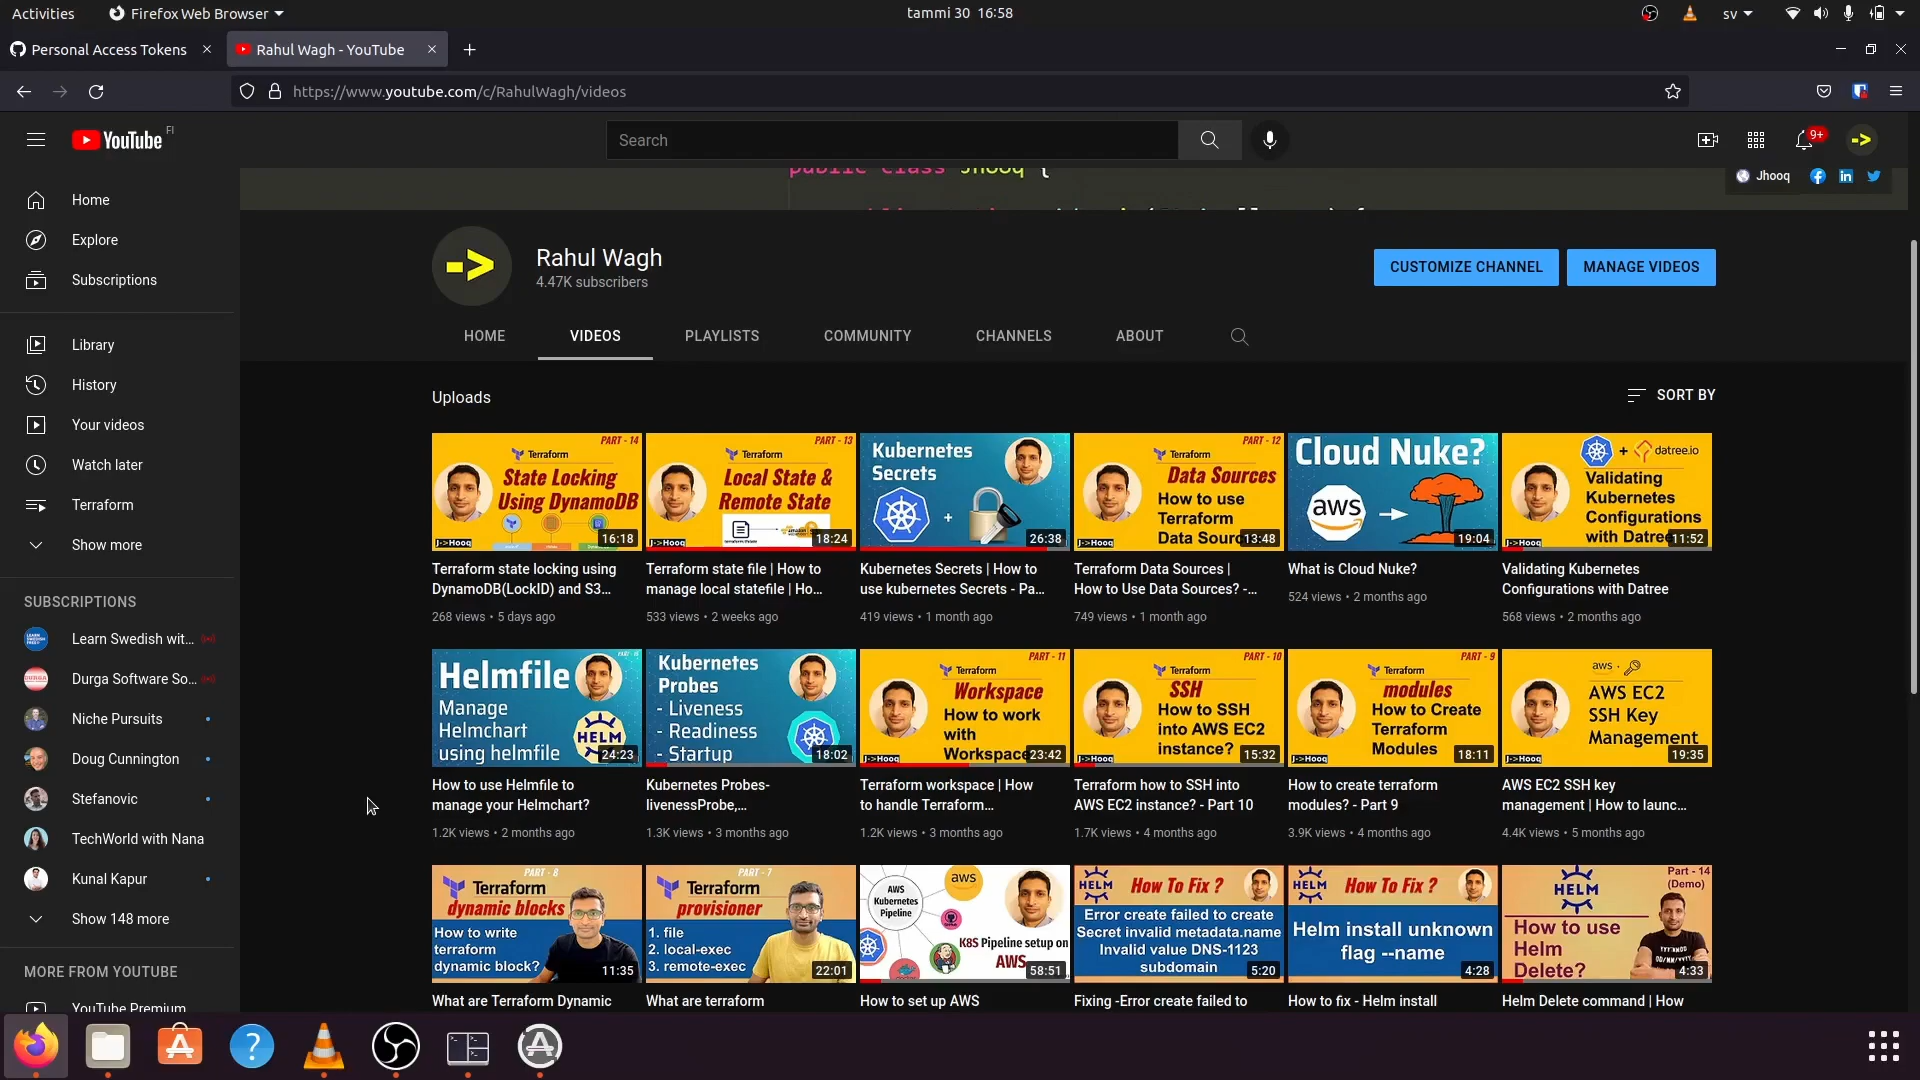 Activities
Firefox Web Browser
tammi 30 16:58
sv
Personal Access Tokens
Rahul Wagh - YouTube
https://www.youtube.com/c/RahulWagh/videos
YouTube FI
Search
9+
public class Jhooq {
Jhooq
Home
Explore
Subscriptions
Library
History
Your videos
Watch later
Terraform
Show more
SUBSCRIPTIONS
Learn Swedish wit...
Durga Software So...
Niche Pursuits
Doug Cunnington
Stefanovic
TechWorld with Nana
Kunal Kapur
Show 148 more
MORE FROM YOUTUBE
YouTube Premium
->
Rahul Wagh
4.47K subscribers
CUSTOMIZE CHANNEL
MANAGE VIDEOS
HOME
VIDEOS
PLAYLISTS
COMMUNITY
CHANNELS
ABOUT
Uploads
SORT BY
PART - 14
Terraform
State Locking
Using DynamoDB
J->Hooq
16:18
Terraform state locking using
DynamoDB(LockID) and S3...
268 views • 5 days ago
PART - 13
Terraform
Local State &
Remote State
J->Hooq
18:24
Terraform state file | How to
manage local statefile | Ho...
533 views • 2 weeks ago
Kubernetes
Secrets
+
26:38
Kubernetes Secrets | How to
use kubernetes Secrets - Pa...
419 views • 1 month ago
PART - 12
Terraform
Data Sources
How to use
Terraform
Data Sourc
J->Hooq
13:48
Terraform Data Sources |
How to Use Data Sources? -...
749 views • 1 month ago
Cloud Nuke?
aws
19:04
What is Cloud Nuke?
524 views • 2 months ago
+ datree.io
Validating
Kubernetes
Configurations
with Datree
J->Hooq
11:52
Validating Kubernetes
Configurations with Datree
568 views • 2 months ago
Helmfile
Manage
Helmchart
using helmfile
HELM
24:23
How to use Helmfile to
manage your Helmchart?
1.2K views • 2 months ago
Kubernetes
Probes
- Liveness
- Readiness
- Startup
18:02
Kubernetes Probes-
livenessProbe,...
1.3K views • 3 months ago
PART - 11
Terraform
Workspace
How to work
with
Workspace
J->Hooq
23:42
Terraform workspace | How
to handle Terraform...
1.2K views • 3 months ago
PART - 10
Terraform
SSH
How to SSH
into AWS EC2
instance?
J->Hooq
15:32
Terraform how to SSH into
AWS EC2 instance? - Part 10
1.7K views • 4 months ago
PART - 9
Terraform
modules
How to Create
Terraform
Modules
J->Hooq
18:11
How to create terraform
modules? - Part 9
3.9K views • 4 months ago
aws
AWS EC2
SSH Key
Management
J->Hooq
19:35
AWS EC2 SSH key
management | How to launc...
4.4K views • 5 months ago
PART - 8
Terraform
dynamic blocks
How to write
terraform
dynamic block?
11:35
What are Terraform Dynamic
PART - 7
Terraform
provisioner
1. file
2. local-exec
3. remote-exec
22:01
What are terraform
AWS
Kubernetes
Pipeline
aws
K8S Pipeline setup on
AWS
58:51
How to set up AWS
HELM
How To Fix ?
Error create failed to create
Secret invalid metadata.name
Invalid value DNS-1123
subdomain
5:20
Fixing -Error create failed to
HELM
How To Fix ?
Helm install unknown
flag --name
4:28
How to fix - Helm install
Part - 14
(Demo)
HELM
How to use
Helm
Delete?
4:33
Helm Delete command | How